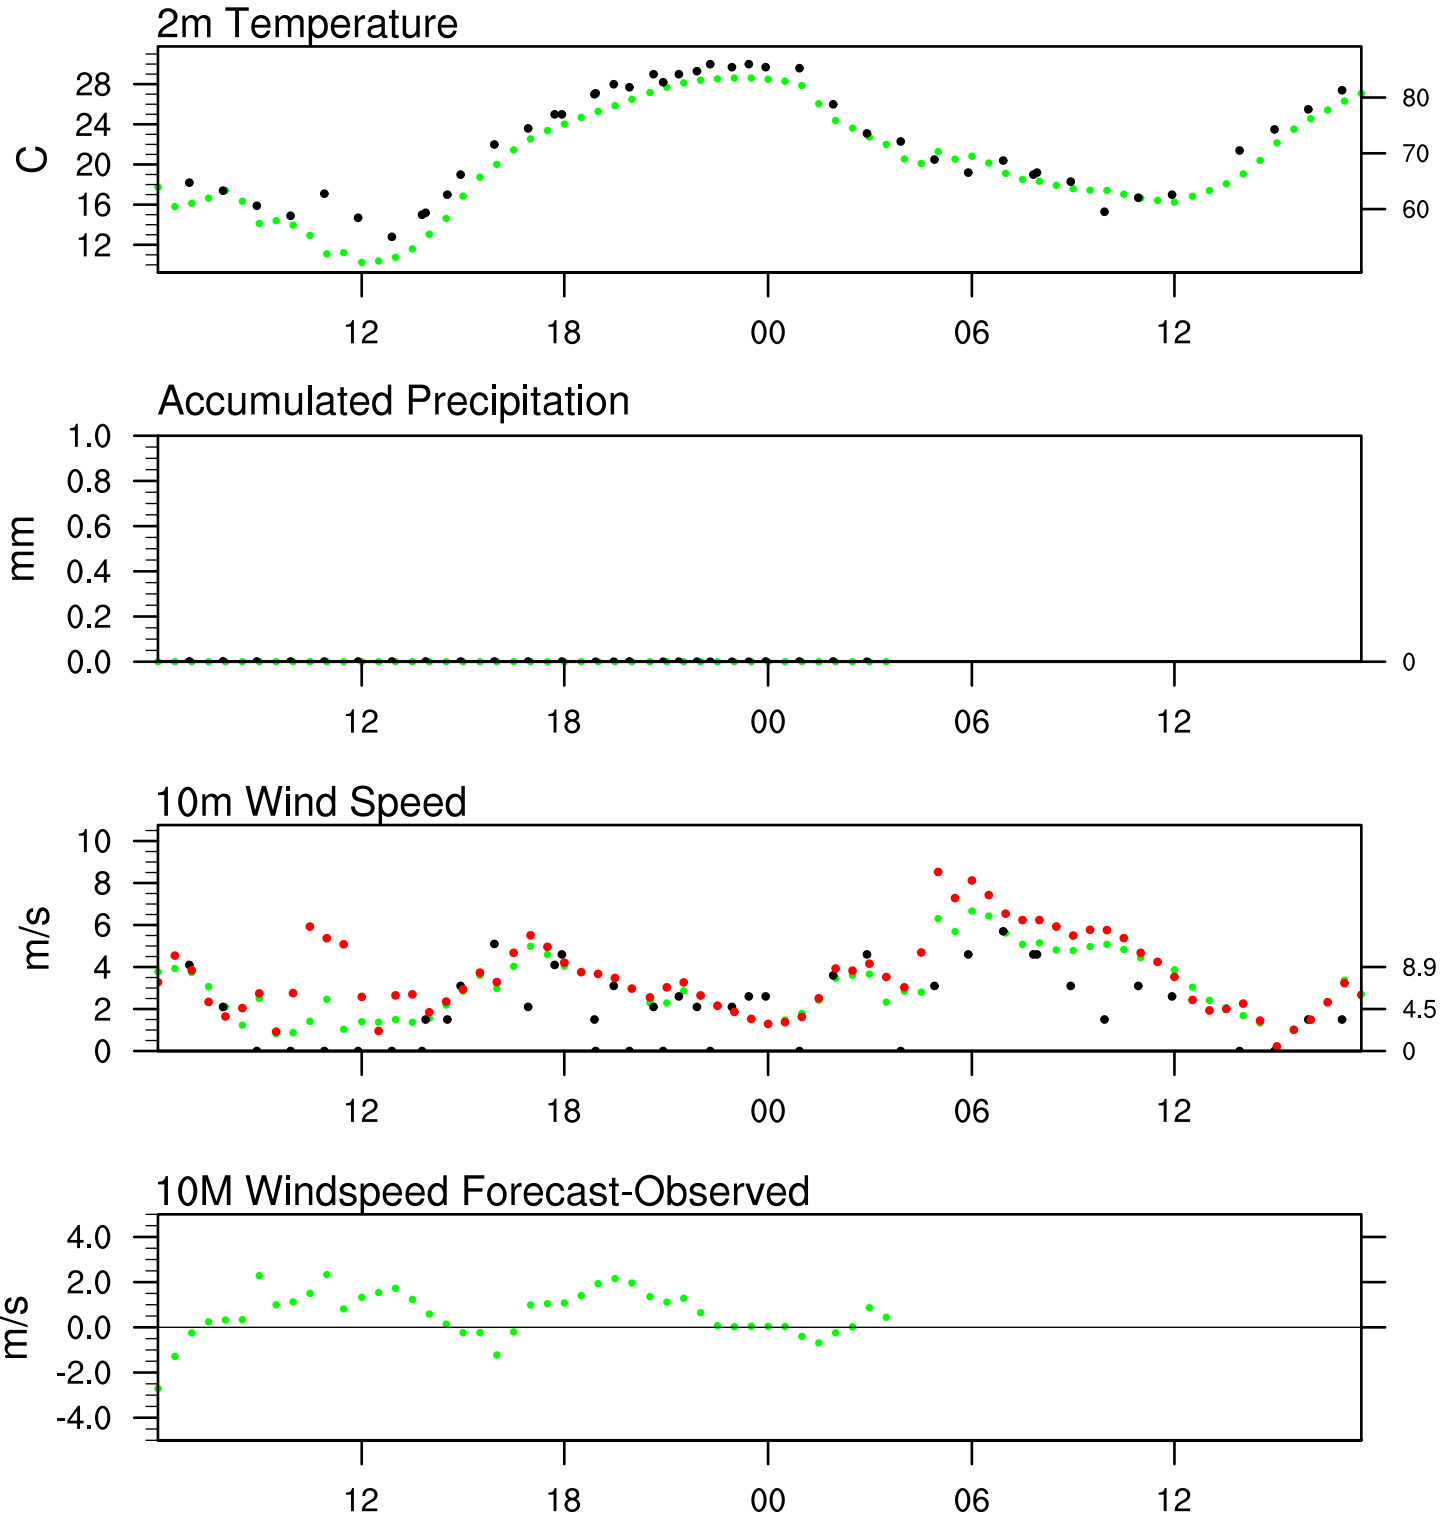 2m Temperature
C
28
24
20
16
12
80
70
60
12 18 00 06 12
Accumulated Precipitation
mm
1.0
0.8
0.6
0.4
0.2
0.0
0
12 18 00 06 12
10m Wind Speed
m/s
10
8
6
4
2
0
8.9
4.5
0
12 18 00 06 12
10M Windspeed Forecast-Observed
m/s
4.0
2.0
0.0
-2.0
-4.0
12 18 00 06 12